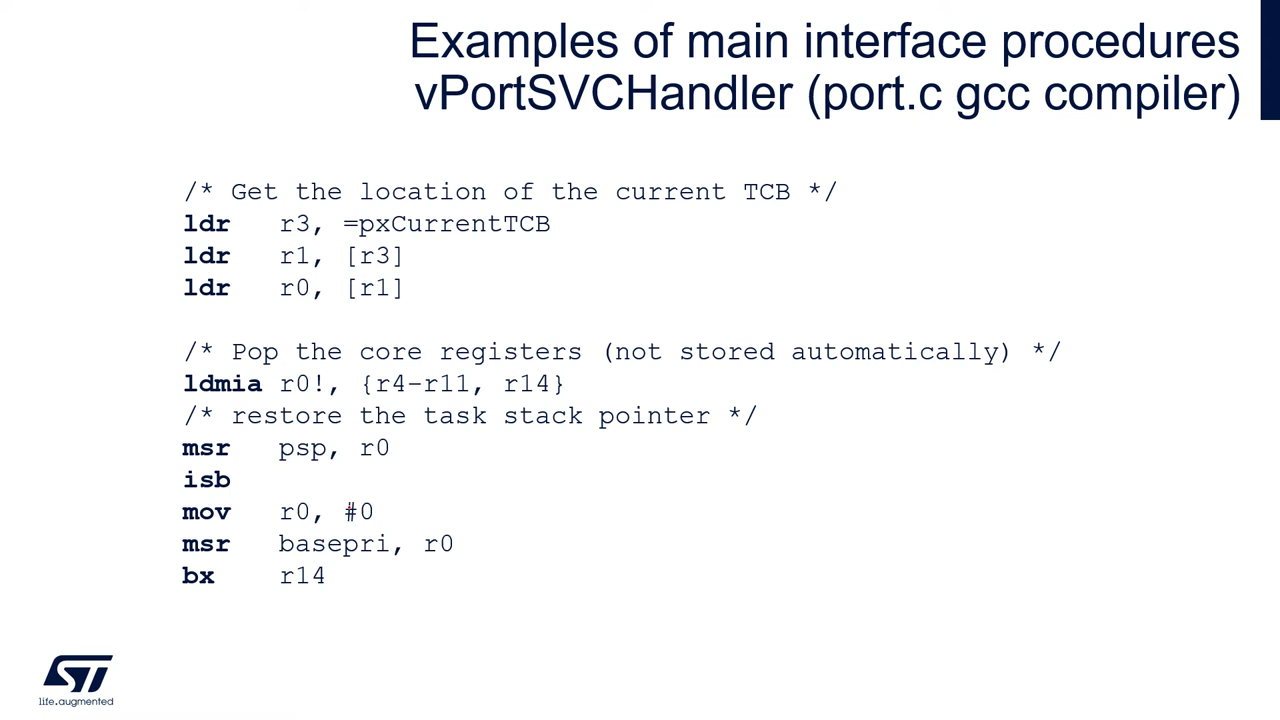 Examples of main interface procedures
vPortSVCHandler (port.c gcc compiler)
/* Get the location of the current TCB */
ldr r3, =pxCurrentTCB
ldr r1, [r3]
ldr r0, [r1]
/* Pop the core registers (not stored automatically) */
ldmia r0!, {r4-r11, r14}
/* restore the task stack pointer */
msr psp, r0
isb
mov r0, #0
msr basepri, r0
bx r14
ST
life.augmented